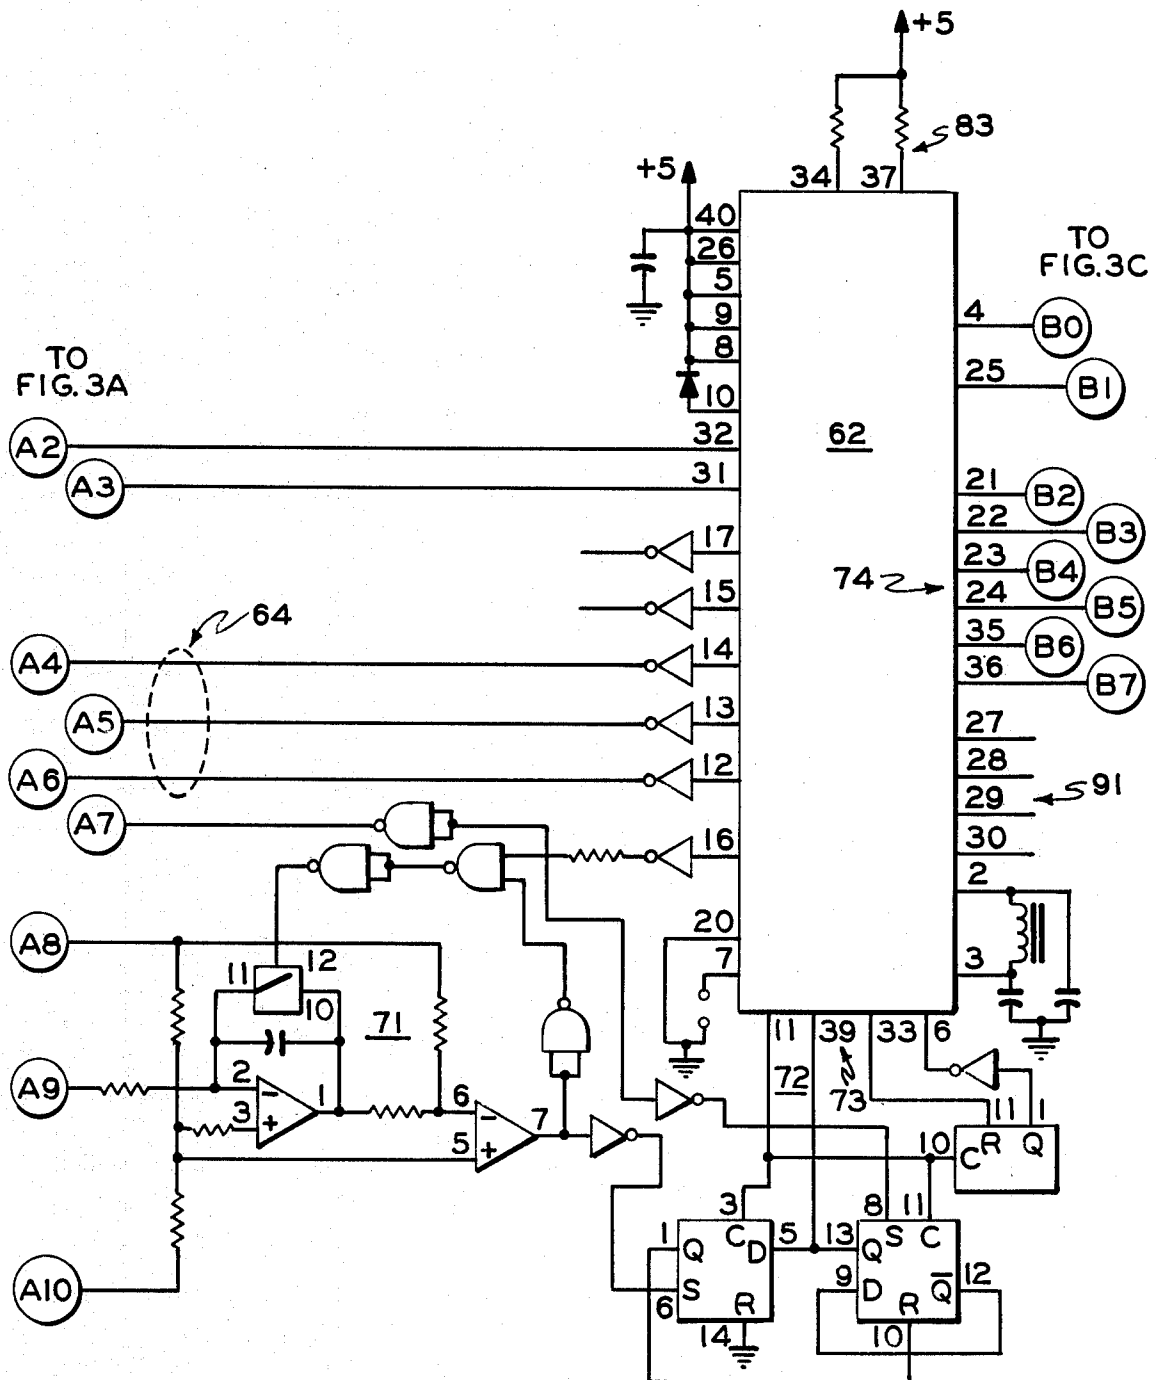 +5
83
34 37
+5
40
26
5
9
8
10
TO
FIG. 3C
4 B0
25 B1
TO
FIG. 3A
A2 32
A3 31
62
21 B2
22 B3
23 B4
24 B5
35 B6
36 B7
74
17
15
64
A4 14
A5 13
A6 12
A7
16
27
28
29 91
30
2
3
20
7
A8
11 12
10
71
A9 2 - 1
3 +
6 -
5 +
7
11 39 33 6
72
73
11 1
10 C R Q
3
1 Q C D 5
6 S
R
14
8 11
13 Q S C
9 D R Q̅ 12
10
A10